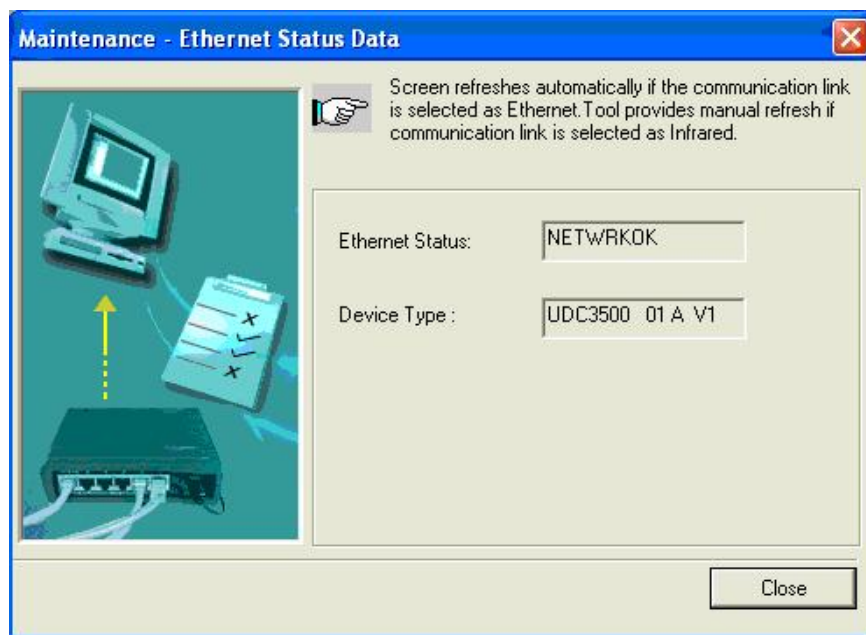 Maintenance - Ethernet Status Data
Screen refreshes automatically if the communication link
is selected as Ethernet.Tool provides manual refresh if
communication link is selected as Infrared.
Ethernet Status: NETWRKOK
Device Type : UDC3500 01 A V1
Close